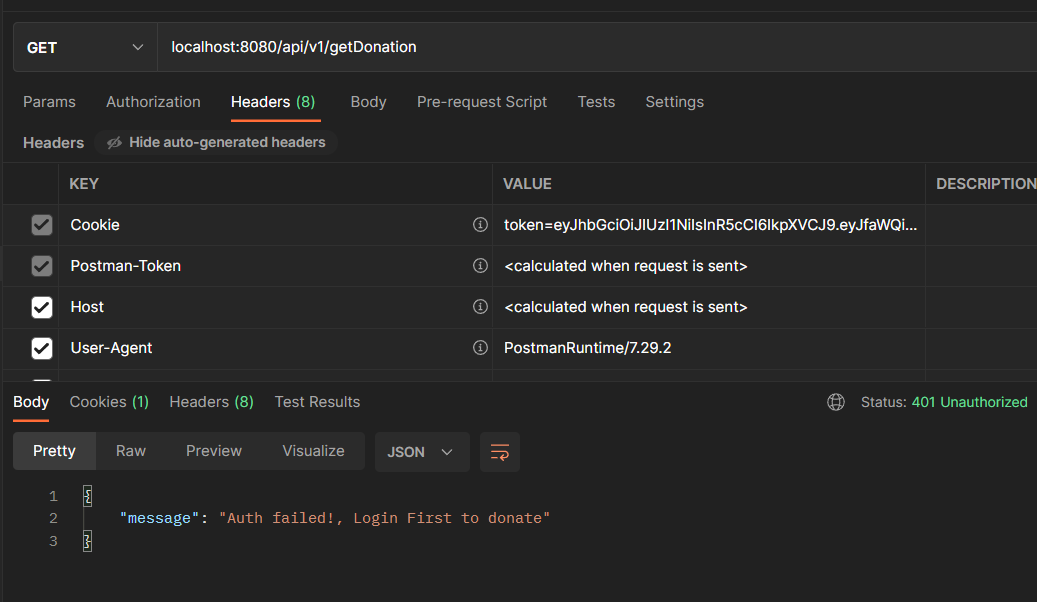 GET localhost:8080/api/v1/getDonation
Params Authorization Headers (8) Body Pre-request Script Tests Settings
Headers Hide auto-generated headers
KEY VALUE DESCRIPTION
Cookie token=eyJhbGciOiJIUzI1NiIsInR5cCI6IkpXVCJ9.eyJfaWQi...
Postman-Token <calculated when request is sent>
Host <calculated when request is sent>
User-Agent PostmanRuntime/7.29.2
Body Cookies (1) Headers (8) Test Results Status: 401 Unauthorized
Pretty Raw Preview Visualize JSON
1 {
2 "message": "Auth failed!, Login First to donate"
3 }